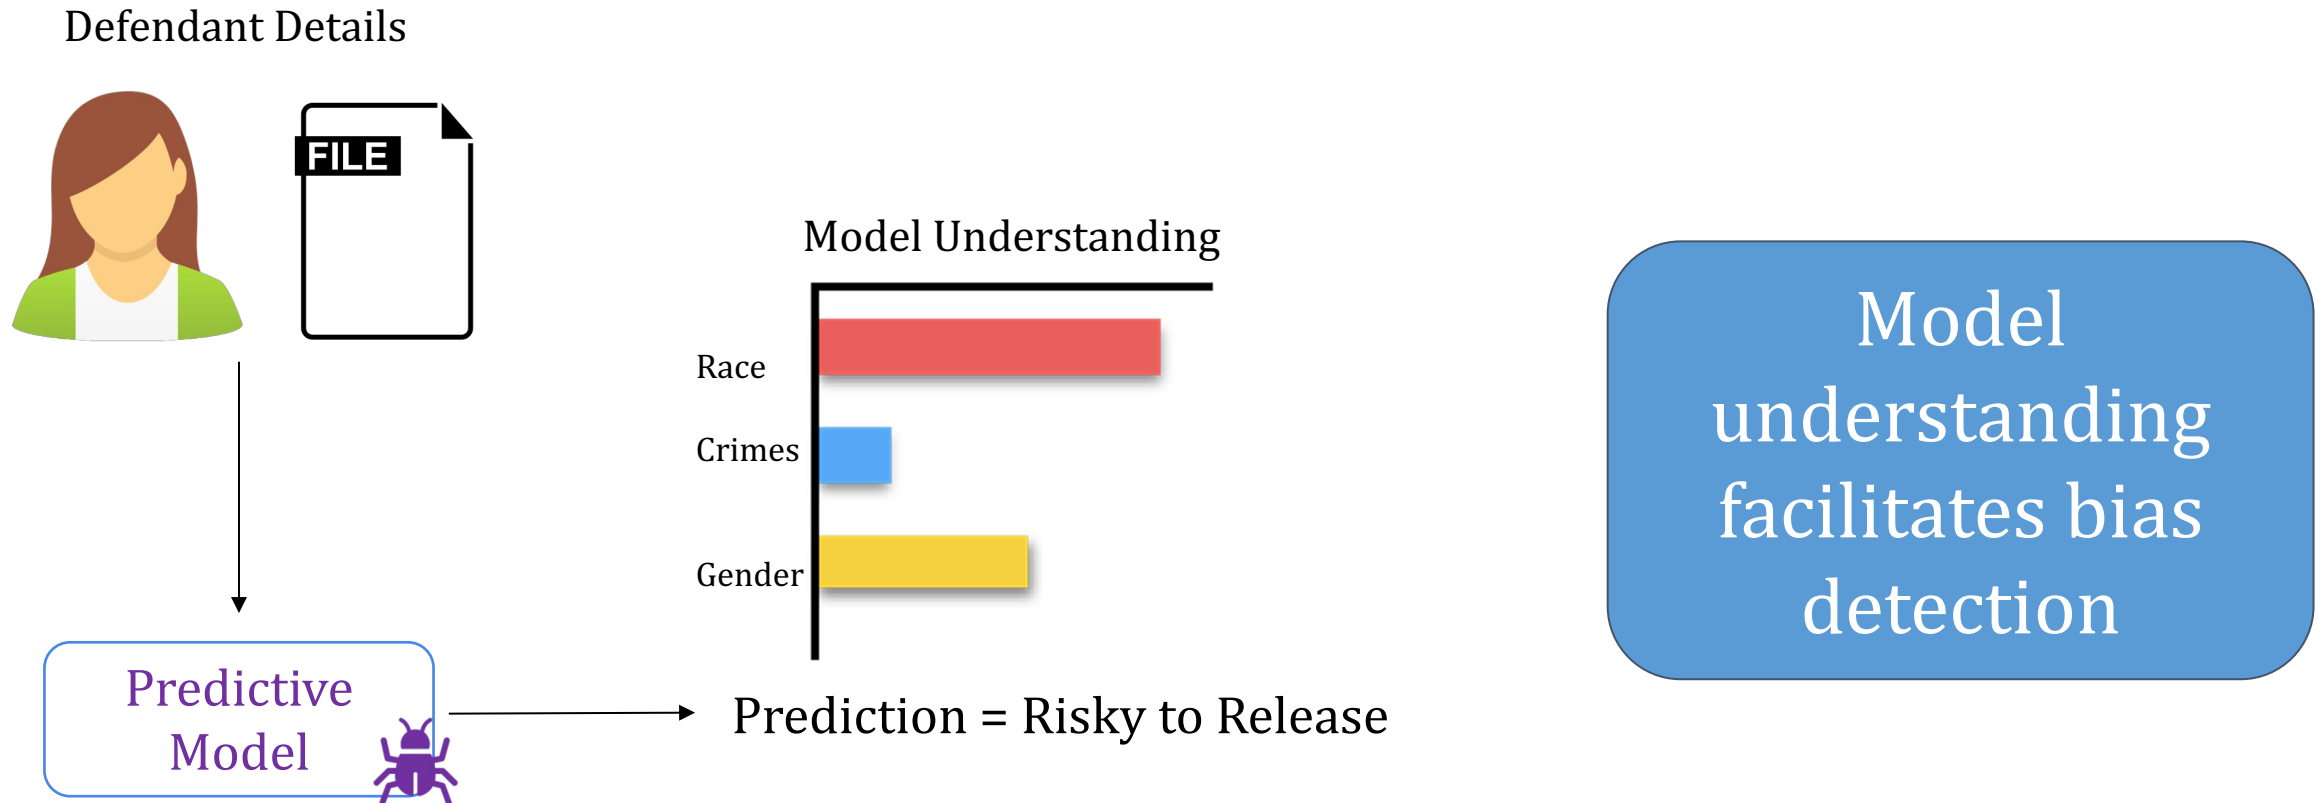 Defendant Details
FILE
Model Understanding
Race
Crimes
Gender
Predictive
Model
Prediction = Risky to Release
Model
understanding
facilitates bias
detection